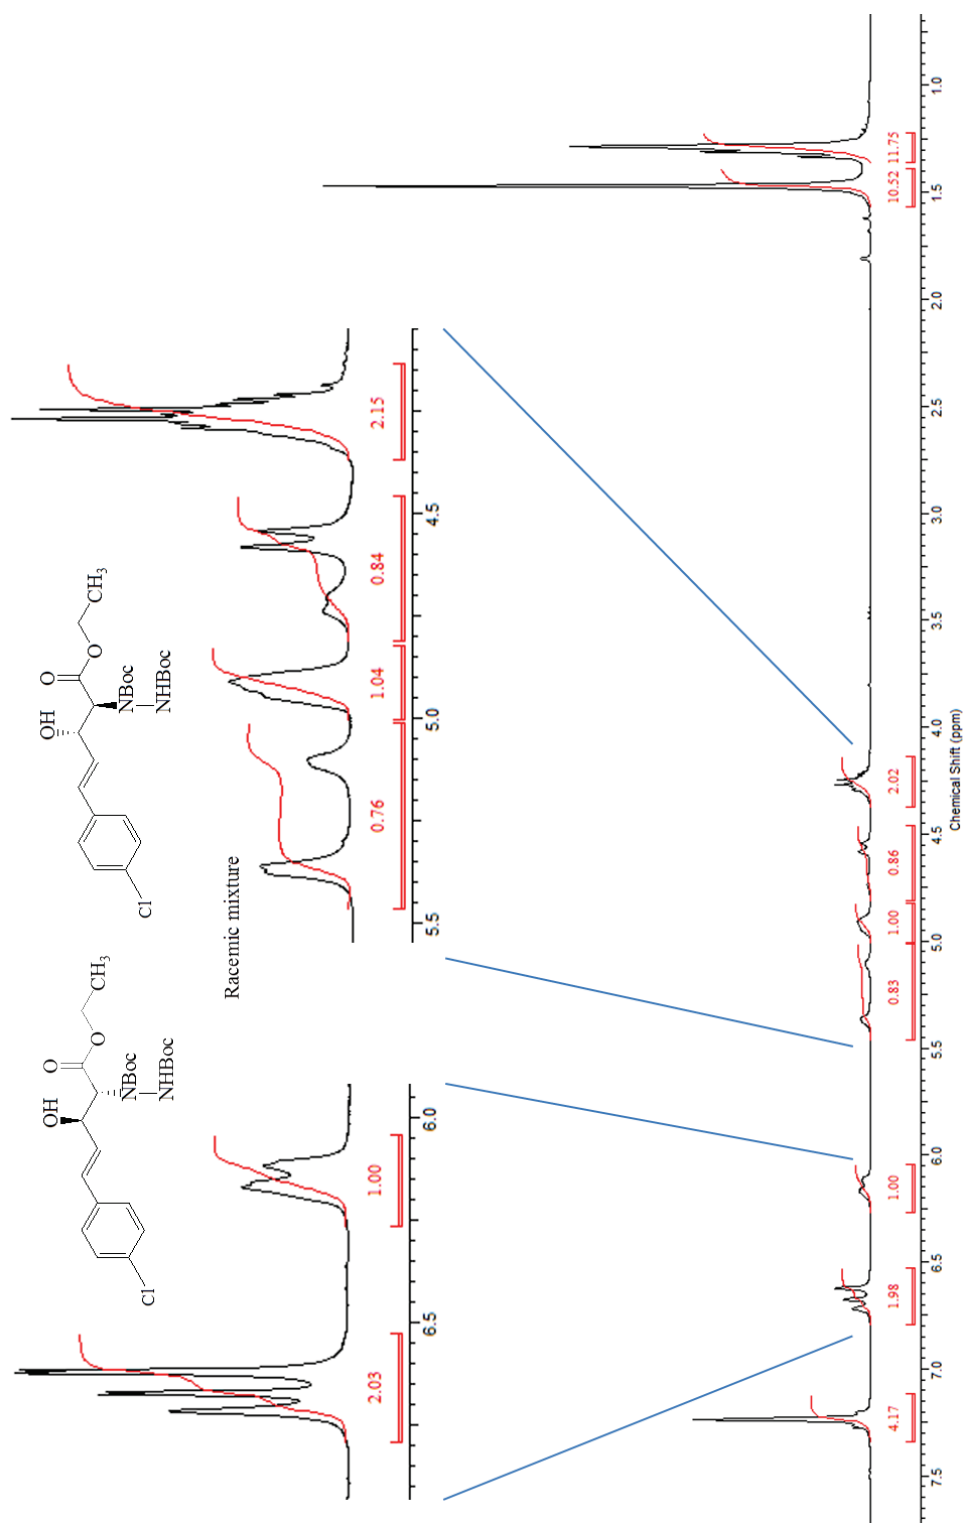 OH
O
O
CH3
NBoc
NHBoc
Cl
OH
O
O
CH3
NBoc
NHBoc
Cl
Racemic mixture
2.03
1.00
6.5
6.0
0.76
1.04
0.84
2.15
5.5
5.0
4.5
4.17
1.98
1.00
0.83
1.00
0.86
2.02
10.52
11.75
7.5
7.0
6.5
6.0
5.5
5.0
4.5
4.0
3.5
3.0
2.5
2.0
1.5
1.0
Chemical Shift (ppm)